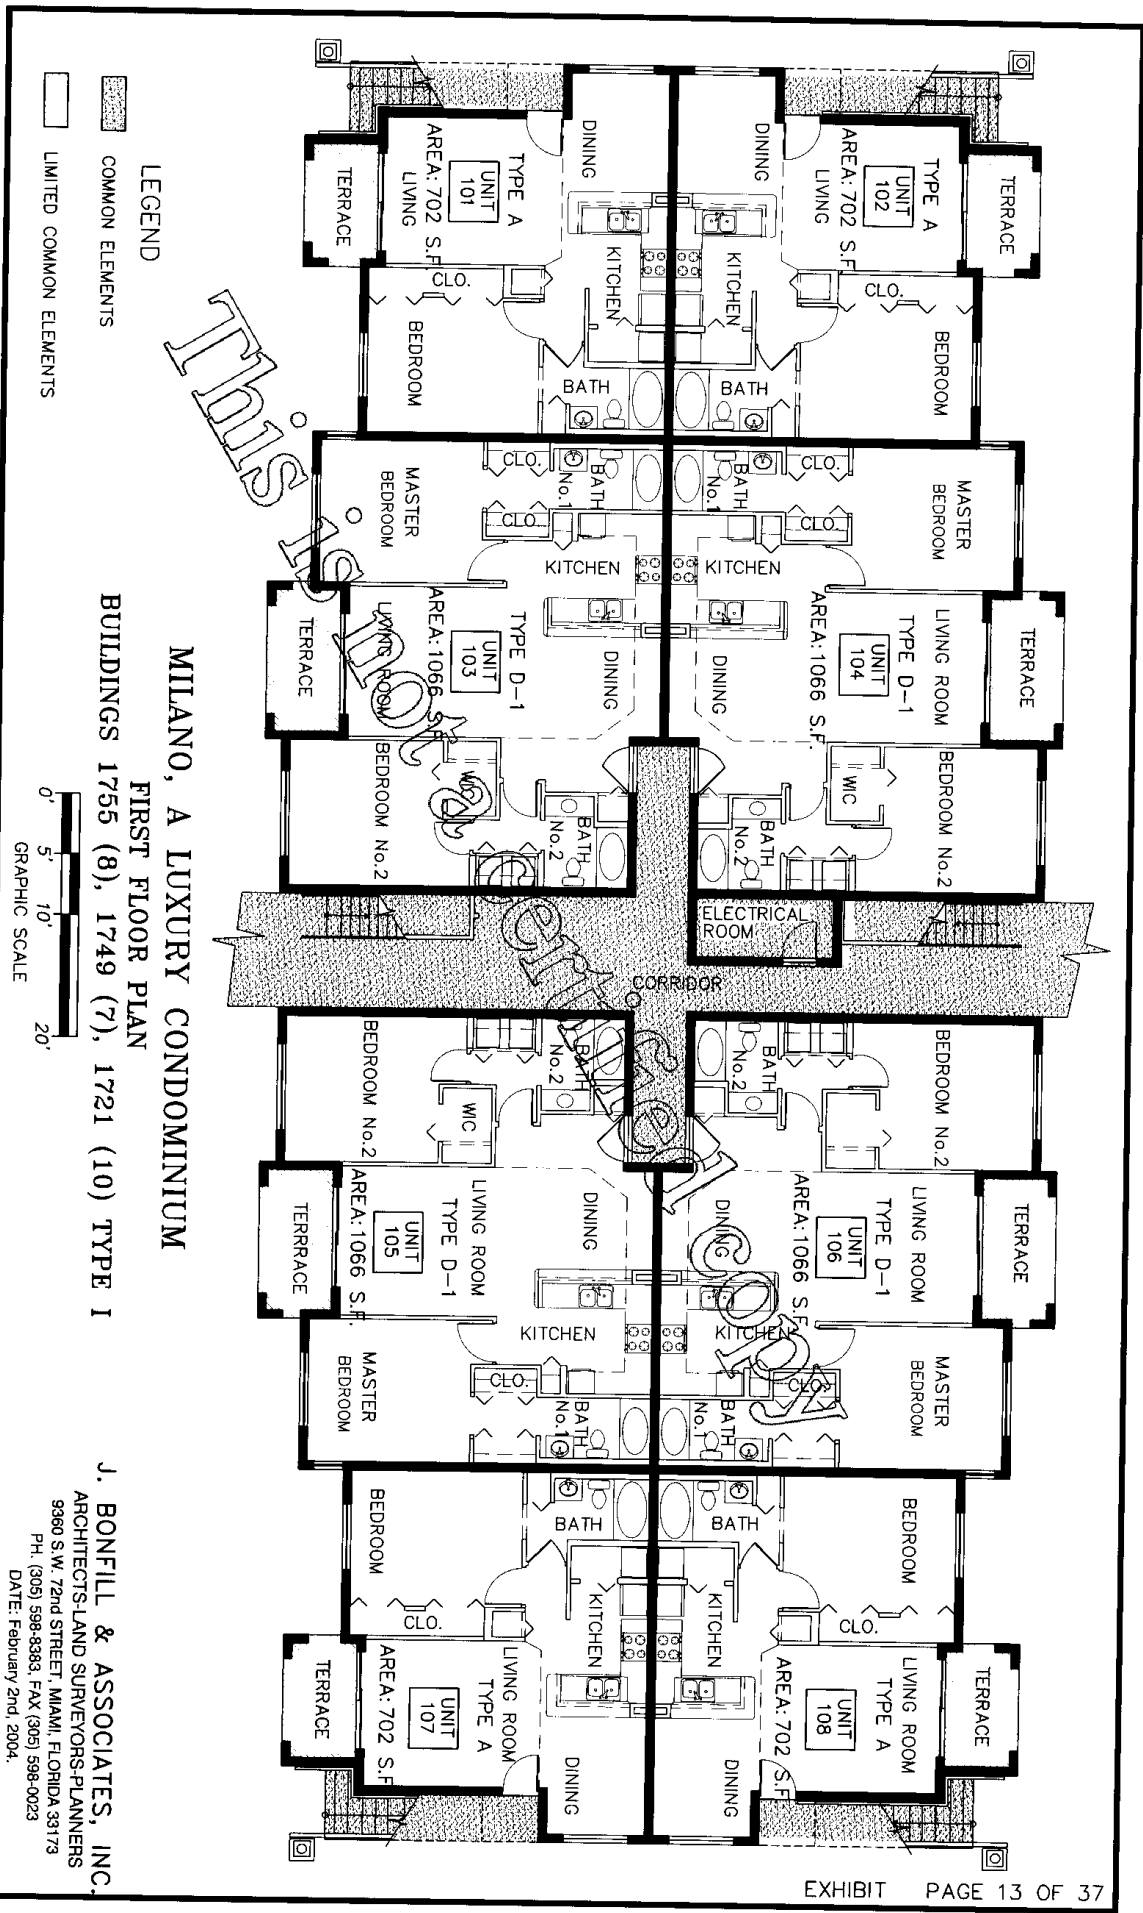 EXHIBIT PAGE 13 OF 37
TERRACE
TYPE A
UNIT
102
AREA: 702 S.F.
LIVING
DINING
KITCHEN
CLO.
BEDROOM
BATH
MASTER
BEDROOM
CLO.
CLO.
BATH
No.1
KITCHEN
TERRACE
LIVING ROOM
TYPE D-1
UNIT
104
AREA: 1066 S.F.
DINING
BEDROOM No.2
WIC
BATH
No.2
ELECTRICAL
ROOM
CORRIDOR
BEDROOM No.2
BATH
No.2
TERRACE
LIVING ROOM
TYPE D-1
UNIT
106
AREA: 1066 S.F.
DINING
KITCHEN
MASTER
BEDROOM
CLO.
BATH
No.1
BEDROOM
BATH
CLO.
KITCHEN
TERRACE
LIVING ROOM
TYPE A
UNIT
108
AREA: 702 S.F.
DINING
DINING
TYPE A
UNIT
101
AREA: 702 S.F.
LIVING
TERRACE
KITCHEN
CLO.
BEDROOM
BATH
MASTER
BEDROOM
CLO.
CLO.
BATH
No.1
KITCHEN
DINING
TYPE D-1
UNIT
103
AREA: 1066 S.F.
LIVING ROOM
TERRACE
WIC
BEDROOM No.2
BATH
No.2
BEDROOM No.2
WIC
BATH
No.2
DINING
LIVING ROOM
TYPE D-1
UNIT
105
AREA: 1066 S.F.
TERRRACE
KITCHEN
MASTER
BEDROOM
CLO.
BATH
No.1
BEDROOM
BATH
CLO.
KITCHEN
LIVING ROOM
TYPE A
UNIT
107
AREA: 702 S.F.
TERRACE
DINING
This is not a certified copy
LEGEND
COMMON ELEMENTS
LIMITED COMMON ELEMENTS
MILANO, A LUXURY CONDOMINIUM
FIRST FLOOR PLAN
BUILDINGS 1755 (8), 1749 (7), 1721 (10) TYPE I
0' 5' 10' 20'
GRAPHIC SCALE
J. BONFILL & ASSOCIATES, INC.
ARCHITECTS-LAND SURVEYORS-PLANNERS
9360 S.W. 72nd STREET, MIAMI, FLORIDA 33173
PH. (305) 598-8383, FAX (305) 598-0023
DATE: February 2nd, 2004.